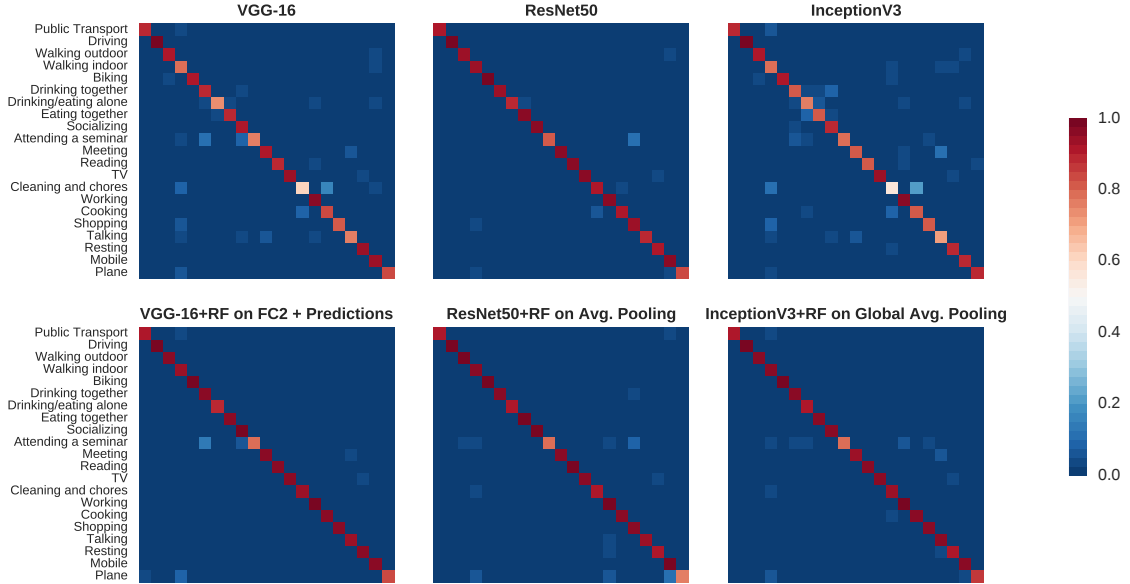 VGG-16
ResNet50
InceptionV3
Public Transport
Driving
Walking outdoor
Walking indoor
Biking
Drinking together
Drinking/eating alone
Eating together
Socializing
Attending a seminar
Meeting
Reading
TV
Cleaning and chores
Working
Cooking
Shopping
Talking
Resting
Mobile
Plane
1.0
0.8
0.6
0.4
0.2
0.0
VGG-16+RF on FC2 + Predictions
ResNet50+RF on Avg. Pooling
InceptionV3+RF on Global Avg. Pooling
Public Transport
Driving
Walking outdoor
Walking indoor
Biking
Drinking together
Drinking/eating alone
Eating together
Socializing
Attending a seminar
Meeting
Reading
TV
Cleaning and chores
Working
Cooking
Shopping
Talking
Resting
Mobile
Plane